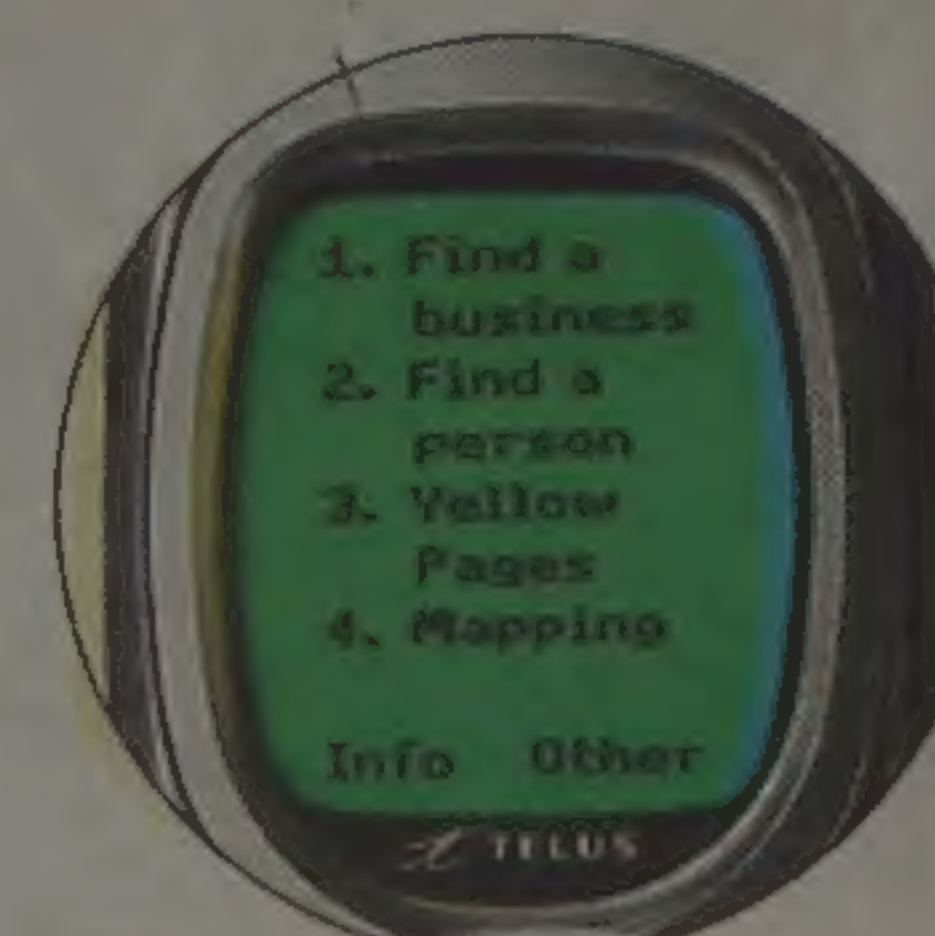 1. Find a
business
2. Find a
person
3. Yellow
Pages
4. Mapping
Info Other
TELUS